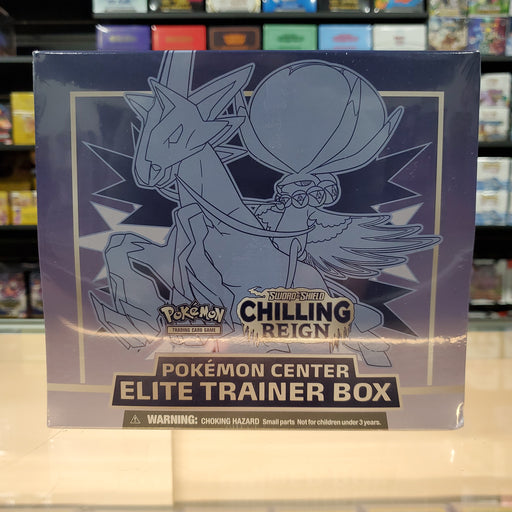 Pokémon
TRADING CARD GAME
SWORD & SHIELD
CHILLING
REIGN
POKÉMON CENTER
ELITE TRAINER BOX
WARNING: CHOKING HAZARD Small parts Not for children under 3 years.